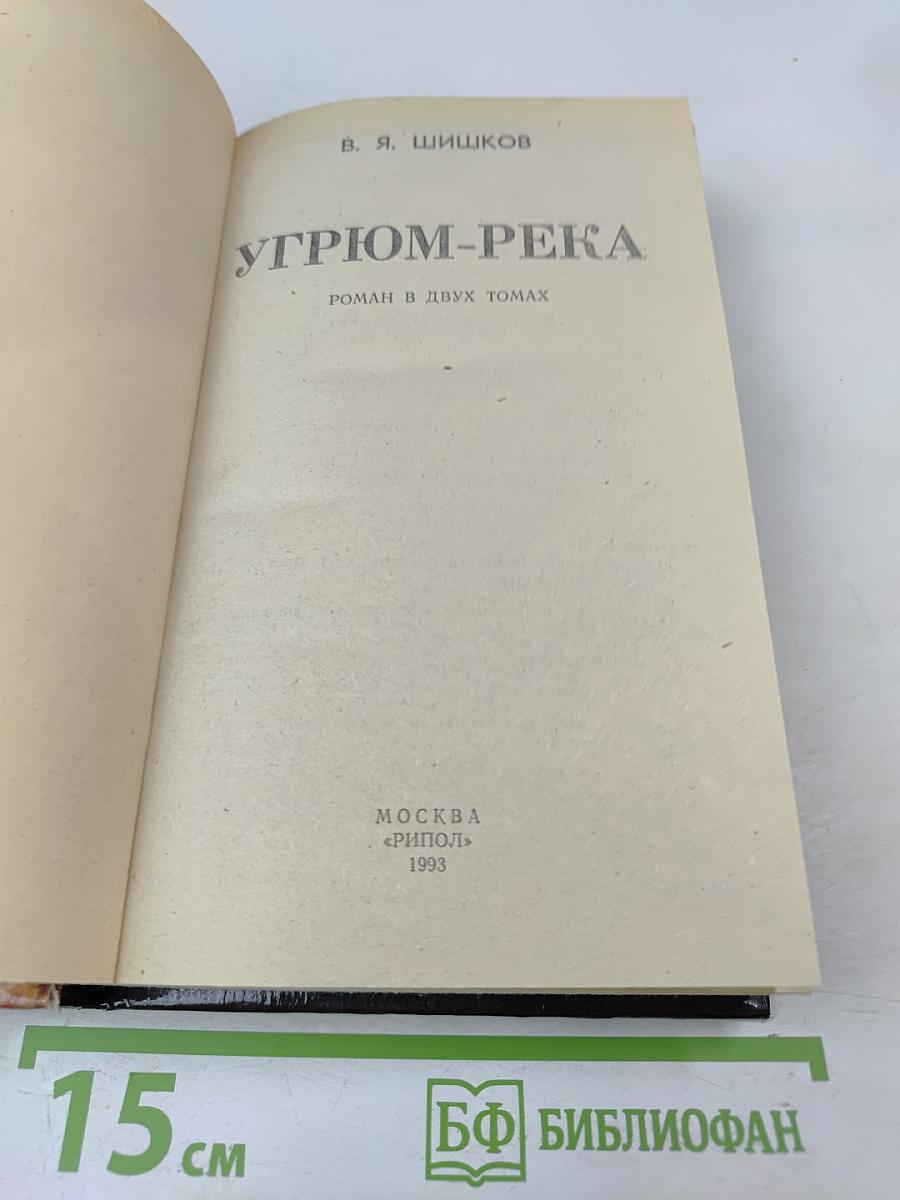 В. Я. ШИШКОВ
УГРЮМ-РЕКА
РОМАН В ДВУХ ТОМАХ
МОСКВА
«РИПОЛ»
1993
15 см
БФ БИБЛИОФАН